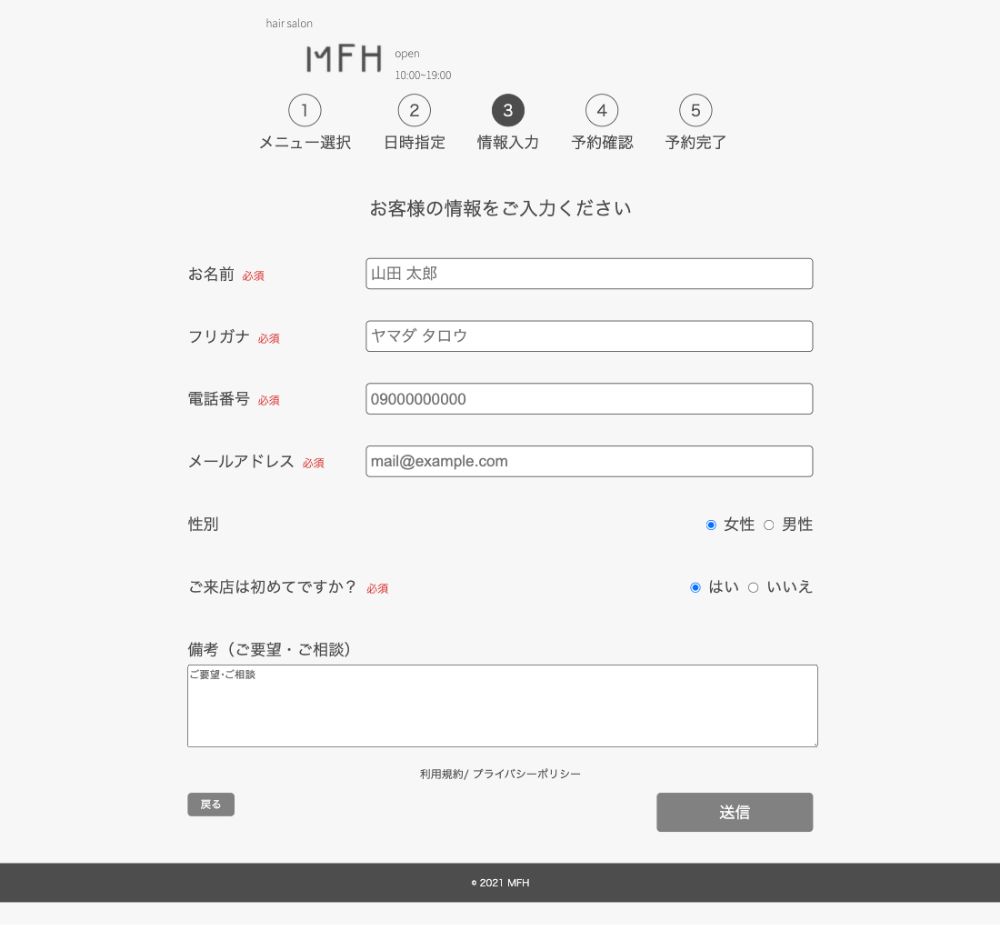 hair salon
MFH
open
10:00~19:00
1 2 3 4 5
メニュー選択 日時指定 情報入力 予約確認 予約完了
お客様の情報をご入力ください
お名前 必須 山田 太郎
フリガナ 必須 ヤマダ タロウ
電話番号 必須 09000000000
メールアドレス 必須 mail@example.com
性別 女性 男性
ご来店は初めてですか？ 必須 はい いいえ
備考（ご要望・ご相談）
ご要望･ご相談
利用規約/ プライバシーポリシー
戻る 送信
© 2021 MFH